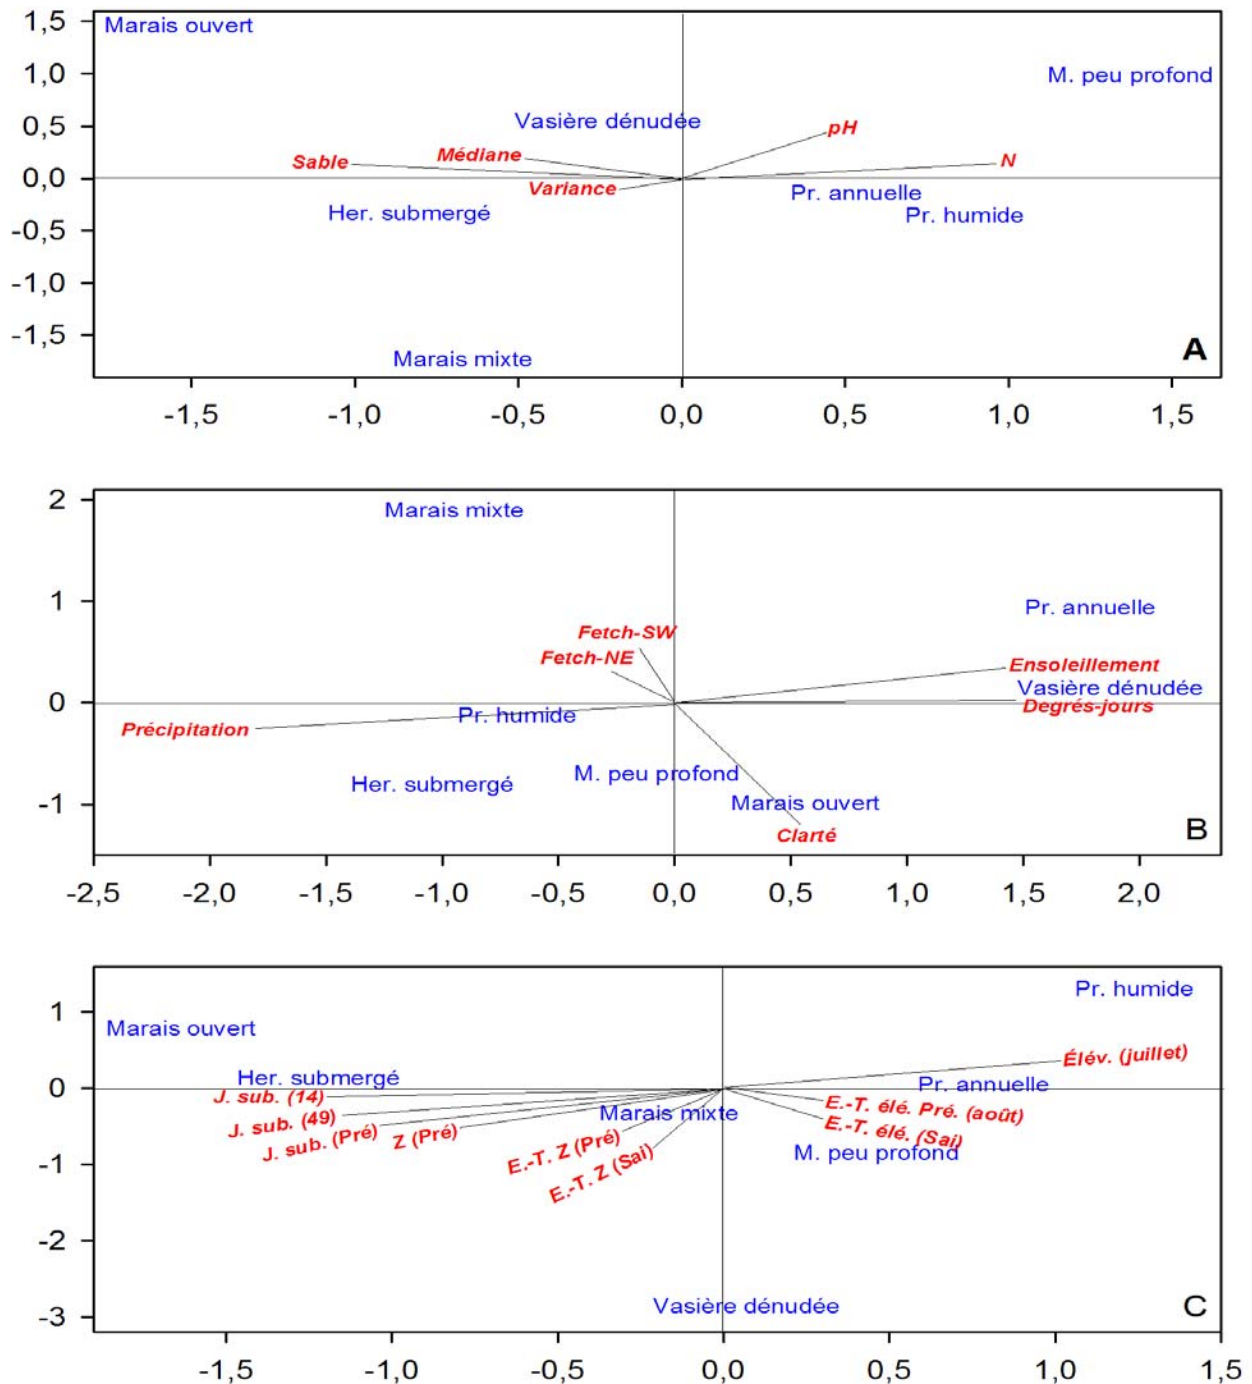 1,5
Marais ouvert
1,0
M. peu profond
0,5
Vasière dénudée
pH
Médiane
Sable
N
0,0
Variance
Pr. annuelle
Her. submergé
Pr. humide
-0,5
-1,0
-1,5
Marais mixte
A
-1,5 -1,0 -0,5 0,0 0,5 1,0 1,5
2
Marais mixte
1
Pr. annuelle
Fetch-SW
Fetch-NE
Ensoleillement
Vasière dénudée
0
Degrés-jours
Pr. humide
Précipitation
M. peu profond
Her. submergé
-1
Marais ouvert
Clarté
B
-2,5 -2,0 -1,5 -1,0 -0,5 0,0 0,5 1,0 1,5 2,0
Pr. humide
1
Marais ouvert
Élév. (juillet)
Her. submergé
0
Pr. annuelle
J. sub. (14)
E.-T. élé. Pré. (août)
Marais mixte
J. sub. (49)
E.-T. élé. (Sai)
J. sub. (Pré)
Z (Pré)
E.-T. Z (Pré)
M. peu profond
-1
E.-T. Z (Sai)
-2
Vasière dénudée
-3
C
-1,5 -1,0 -0,5 0,0 0,5 1,0 1,5